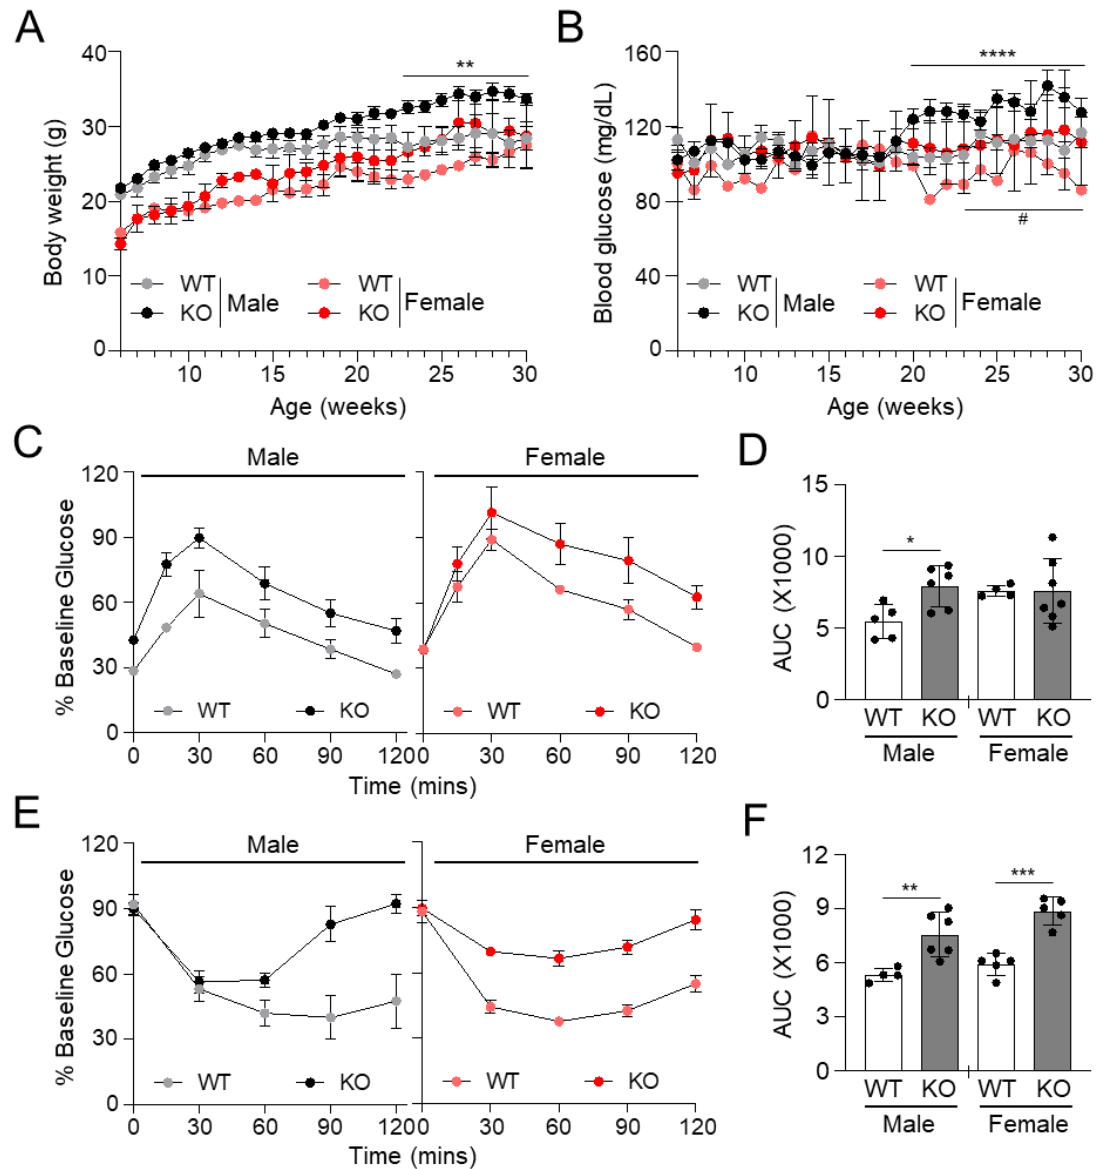 A
Body weight (g)
40
30
20
10
0
**
WT
KO
Male
WT
KO
Female
10 15 20 25 30
Age (weeks)
B
Blood glucose (mg/dL)
160
120
80
40
0
****
#
WT
KO
Male
WT
KO
Female
10 15 20 25 30
Age (weeks)
C
Male
Female
% Baseline Glucose
120
90
60
30
0
WT KO
WT KO
0 30 60 90 120
0 30 60 90 120
Time (mins)
D
AUC (X1000)
15
10
5
0
*
WT KO WT KO
Male Female
E
Male
Female
% Baseline Glucose
120
90
60
30
0
WT KO
WT KO
0 30 60 90 120
0 30 60 90 120
Time (mins)
F
AUC (X1000)
12
9
6
3
0
**
***
WT KO WT KO
Male Female